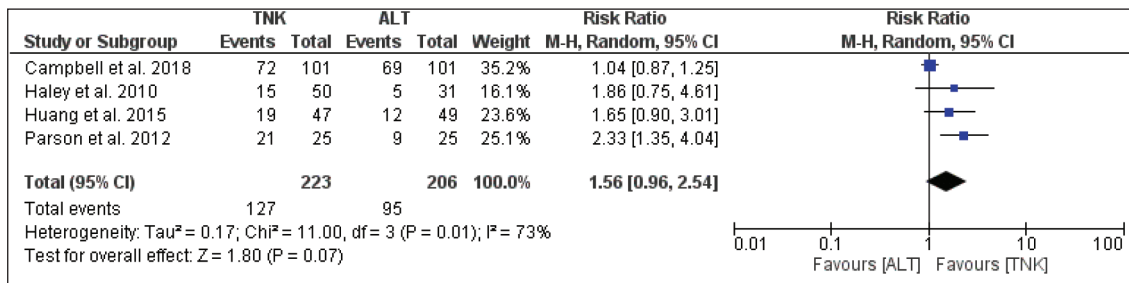 TNK ALT Risk Ratio Risk Ratio
Study or Subgroup Events Total Events Total Weight M-H, Random, 95% CI M-H, Random, 95% CI
Campbell et al. 2018 72 101 69 101 35.2% 1.04 [0.87, 1.25]
Haley et al. 2010 15 50 5 31 16.1% 1.86 [0.75, 4.61]
Huang et al. 2015 19 47 12 49 23.6% 1.65 [0.90, 3.01]
Parson et al. 2012 21 25 9 25 25.1% 2.33 [1.35, 4.04]
Total (95% CI) 223 206 100.0% 1.56 [0.96, 2.54]
Total events 127 95
Heterogeneity: Tau² = 0.17; Chi² = 11.00, df = 3 (P = 0.01); I² = 73%
Test for overall effect: Z = 1.80 (P = 0.07)
0.01 0.1 1 10 100
Favours [ALT] Favours [TNK]